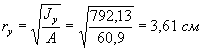 r_y = √(J_y / A) = √(792,13 / 60,9) = 3,61 см